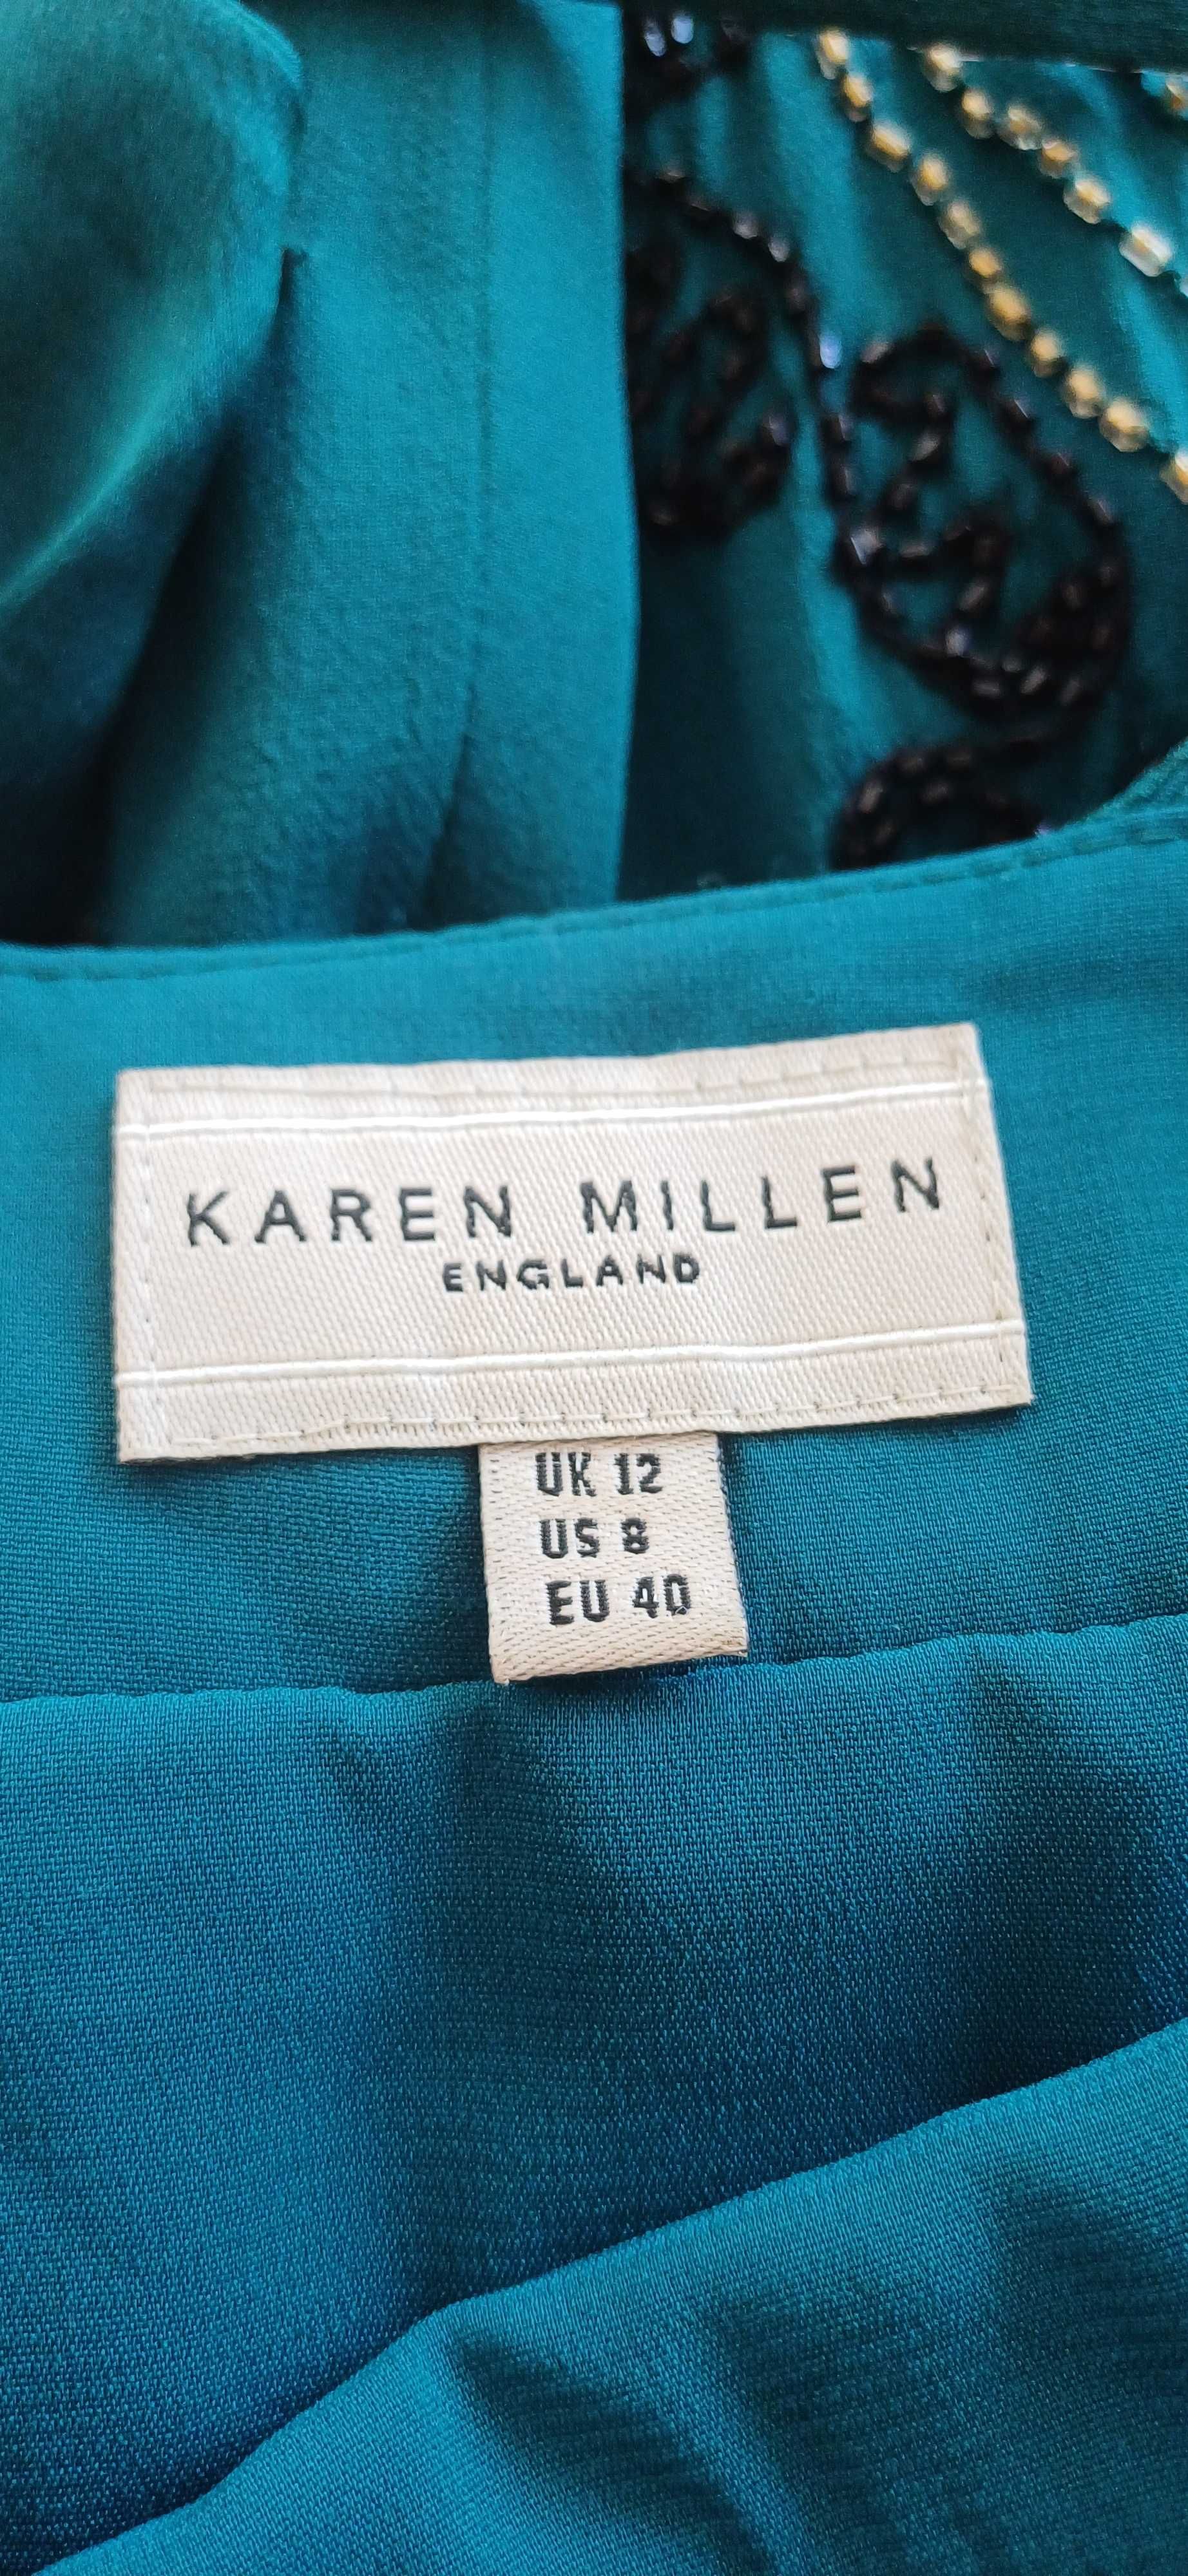 KAREN MILLEN
ENGLAND
UK 12
US 8
EU 40